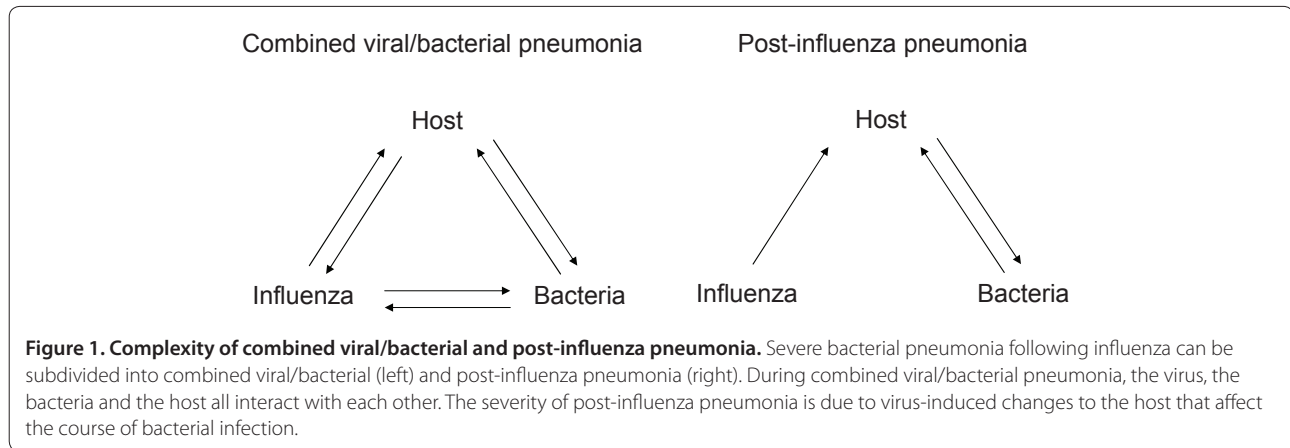 Combined viral/bacterial pneumonia
Post-influenza pneumonia
Host
Host
Influenza
Bacteria
Influenza
Bacteria
Figure 1. Complexity of combined viral/bacterial and post-influenza pneumonia. Severe bacterial pneumonia following influenza can be
subdivided into combined viral/bacterial (left) and post-influenza pneumonia (right). During combined viral/bacterial pneumonia, the virus, the
bacteria and the host all interact with each other. The severity of post-influenza pneumonia is due to virus-induced changes to the host that affect
the course of bacterial infection.